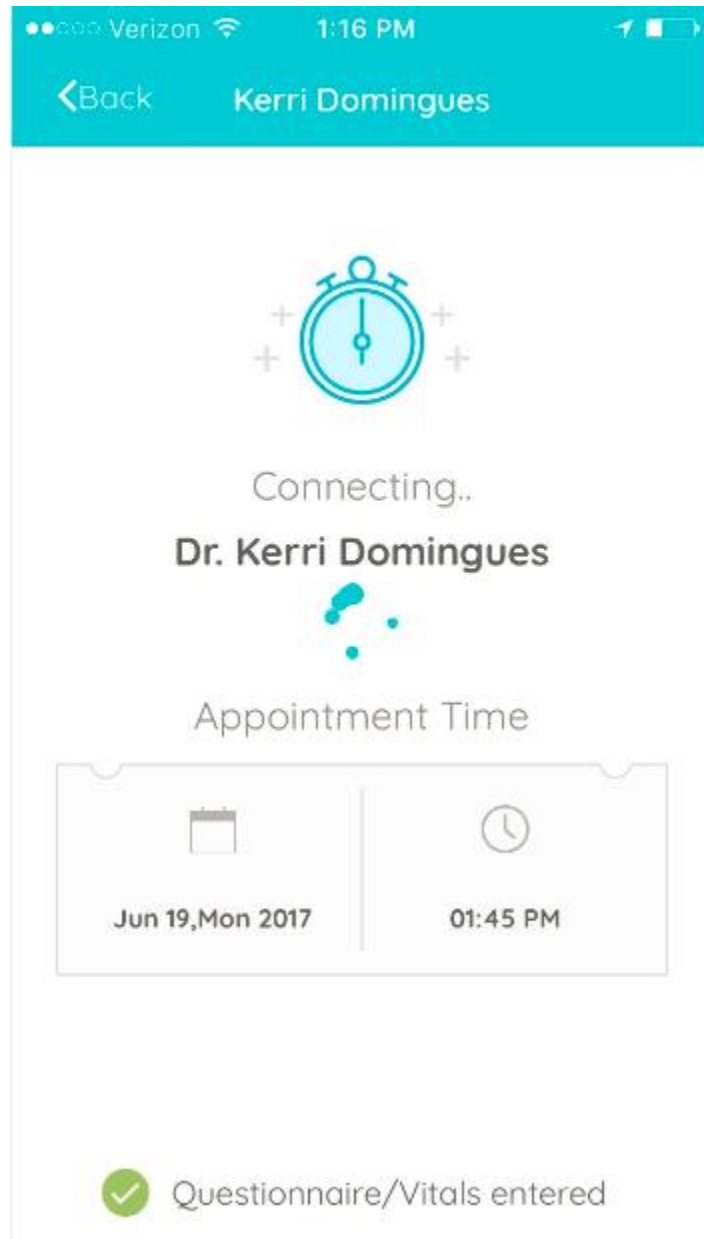 Verizon 1:16 PM
Back Kerri Domingues
Connecting..
Dr. Kerri Domingues
Appointment Time
Jun 19,Mon 2017 01:45 PM
Questionnaire/Vitals entered